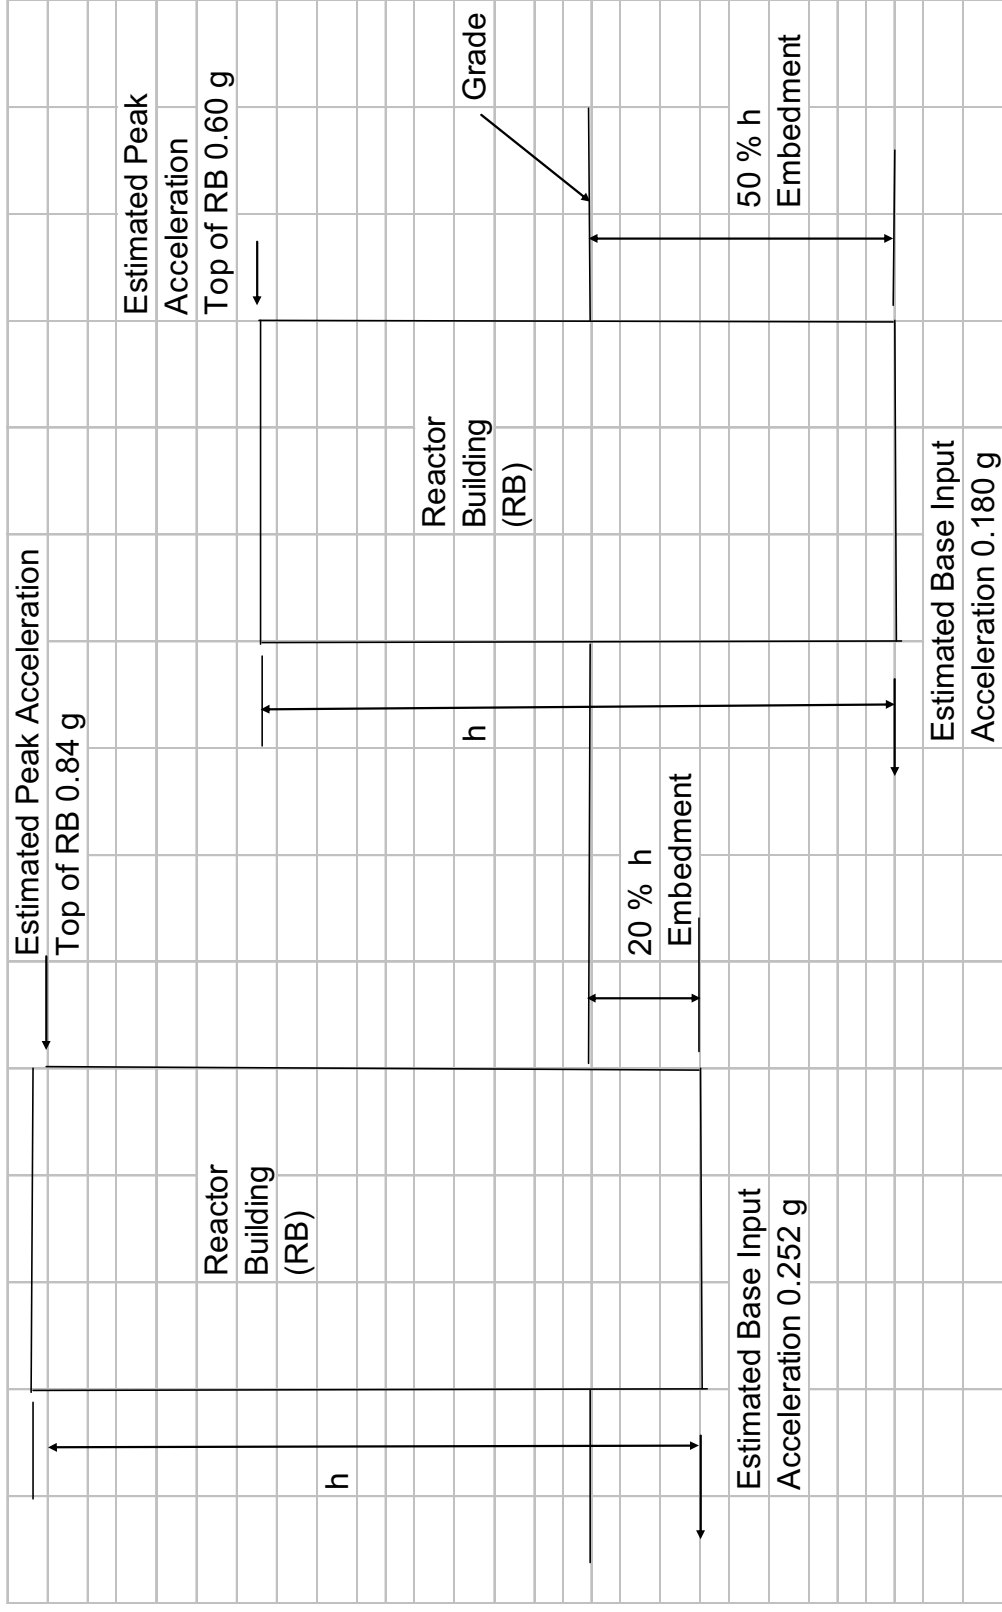 Estimated Peak Acceleration
Top of RB 0.84 g
Reactor
Building
(RB)
h
20 % h
Embedment
Estimated Base Input
Acceleration 0.252 g
Estimated Peak
Acceleration
Top of RB 0.60 g
Grade
Reactor
Building
(RB)
h
50 % h
Embedment
Estimated Base Input
Acceleration 0.180 g